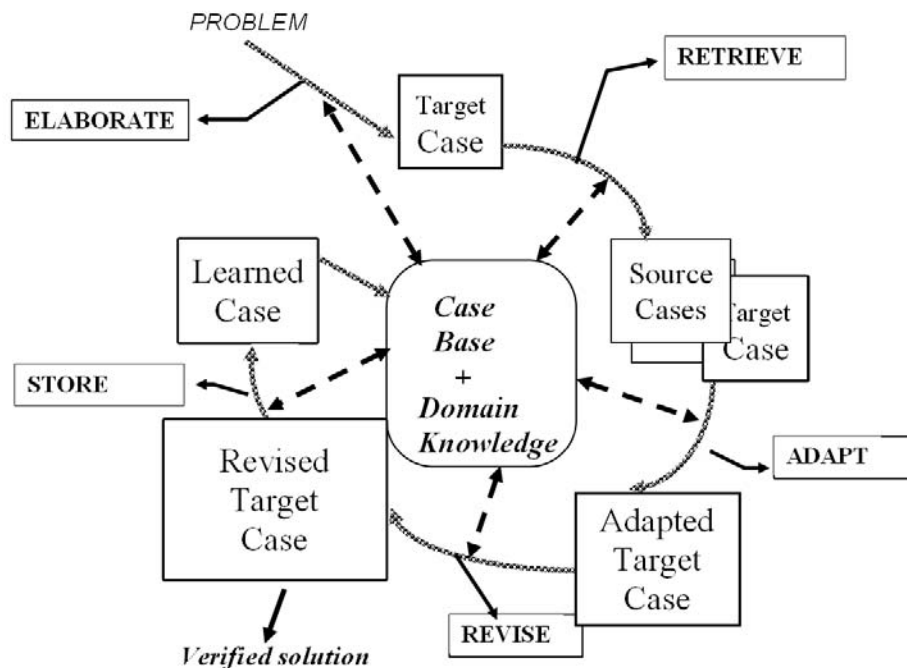 PROBLEM
RETRIEVE
ELABORATE
Target
Case
Learned
Case
Source
Cases
Target
Case
Case
Base
+
Domain
Knowledge
STORE
Revised
Target
Case
ADAPT
Adapted
Target
Case
REVISE
Verified solution